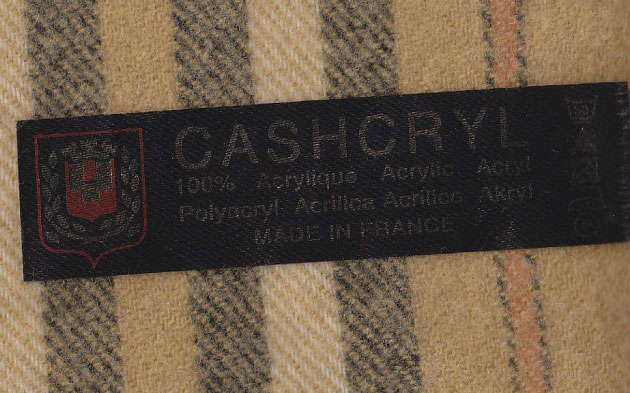 CASHCRYL
100% Acrylique Acrylic Acryl
Polyacryl Acrilica Acrilico Akryl
MADE IN FRANCE